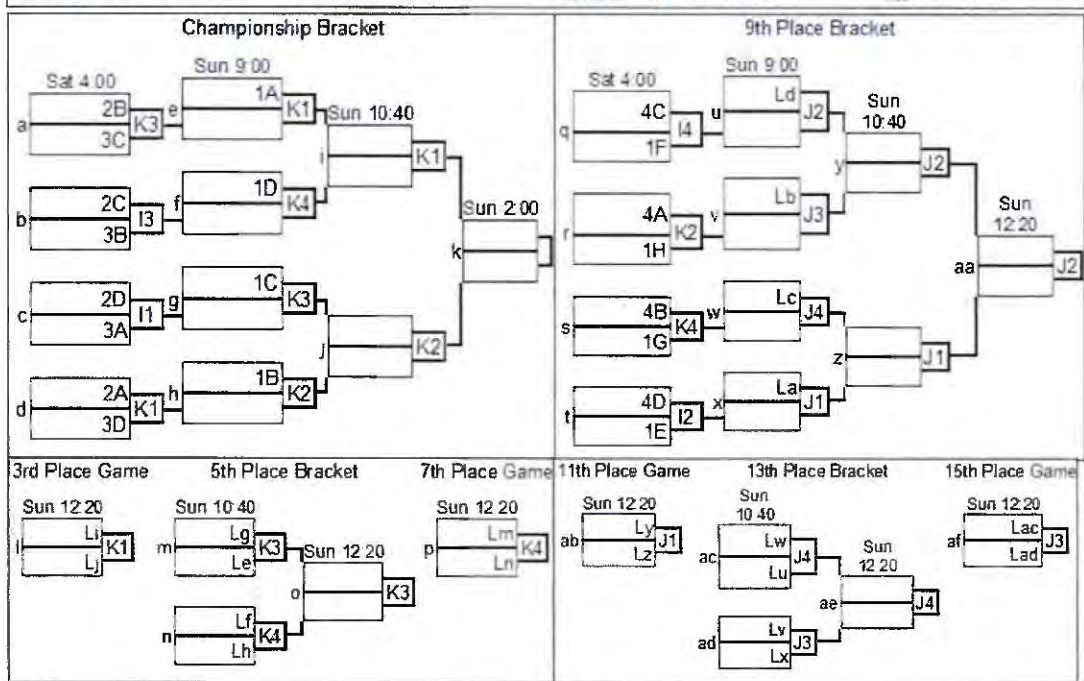 Championship Bracket
Sat 4:00
Sun 9:00
Sun 10:40
Sun 2:00
a
2B
3C
K3
e
1A
K1
b
2C
3B
I3
f
1D
K4
i
K1
c
2D
3A
I1
g
1C
K3
d
2A
3D
K1
h
1B
K2
j
K2
k
9th Place Bracket
Sat 4:00
Sun 9:00
Sun
10:40
Sun
12:20
q
4C
1F
I4
u
Ld
J2
r
4A
1H
K2
v
Lb
J3
y
J2
s
4B
1G
K4
w
Lc
J4
t
4D
1E
I2
x
La
J1
z
J1
aa
J2
3rd Place Game
Sun 12:20
l
Li
Lj
K1
5th Place Bracket
Sun 10:40
m
Lg
Le
K3
n
Lf
Lh
K4
Sun 12:20
o
K3
7th Place Game
Sun 12:20
p
Lm
Ln
K4
11th Place Game
Sun 12:20
ab
Ly
Lz
J1
13th Place Bracket
Sun
10:40
ac
Lw
Lu
J4
ad
Lv
Lx
J3
Sun
12:20
ae
J4
15th Place Game
Sun 12:20
af
Lac
Lad
J3